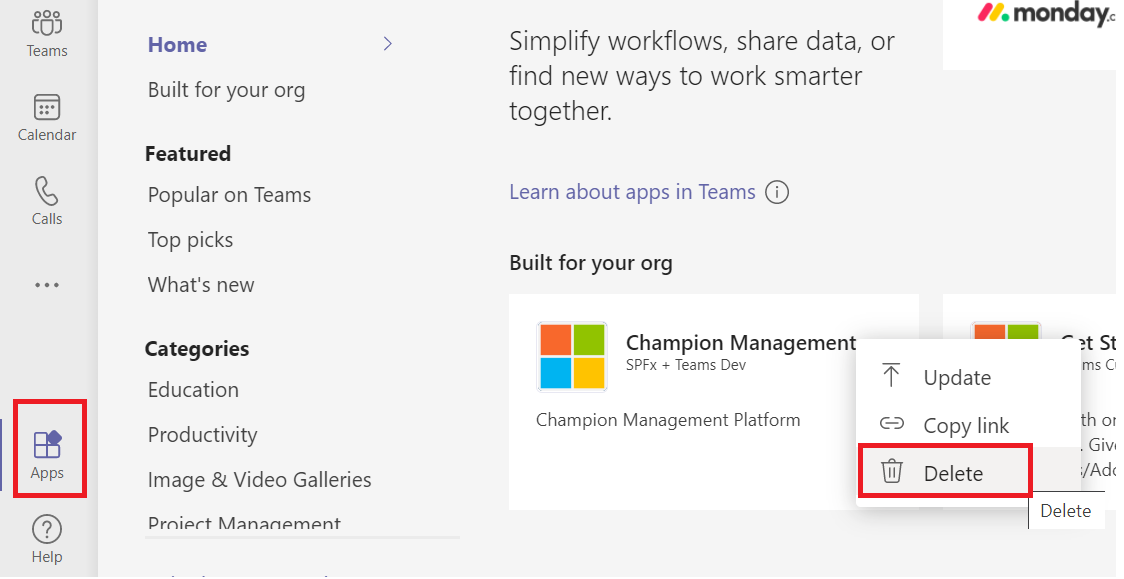 Teams
Calendar
Calls
Apps
Help
Home
Built for your org
Featured
Popular on Teams
Top picks
What's new
Categories
Education
Productivity
Image & Video Galleries
Project Management
monday.c
Simplify workflows, share data, or
find new ways to work smarter
together.
Learn about apps in Teams
Built for your org
Champion Management
SPFx + Teams Dev
Champion Management Platform
et St
ms Cu
th or
. Give
s/Ado
Update
Copy link
Delete
Delete